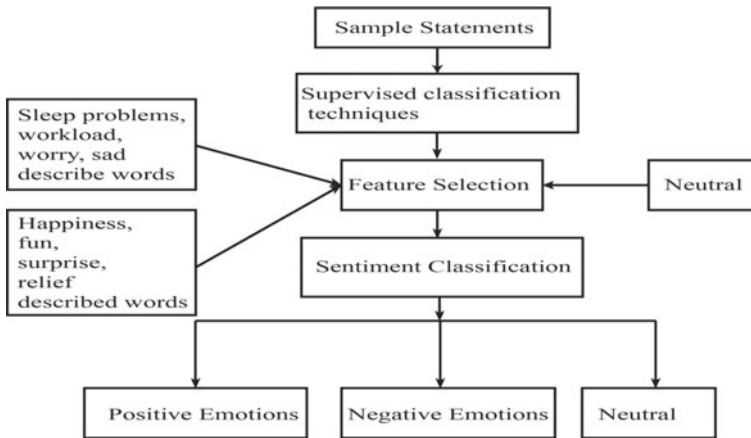 Sample Statements
Supervised classification
techniques
Sleep problems,
workload,
worry, sad
describe words
Feature Selection
Neutral
Happiness,
fun,
surprise,
relief
described words
Sentiment Classification
Positive Emotions
Negative Emotions
Neutral